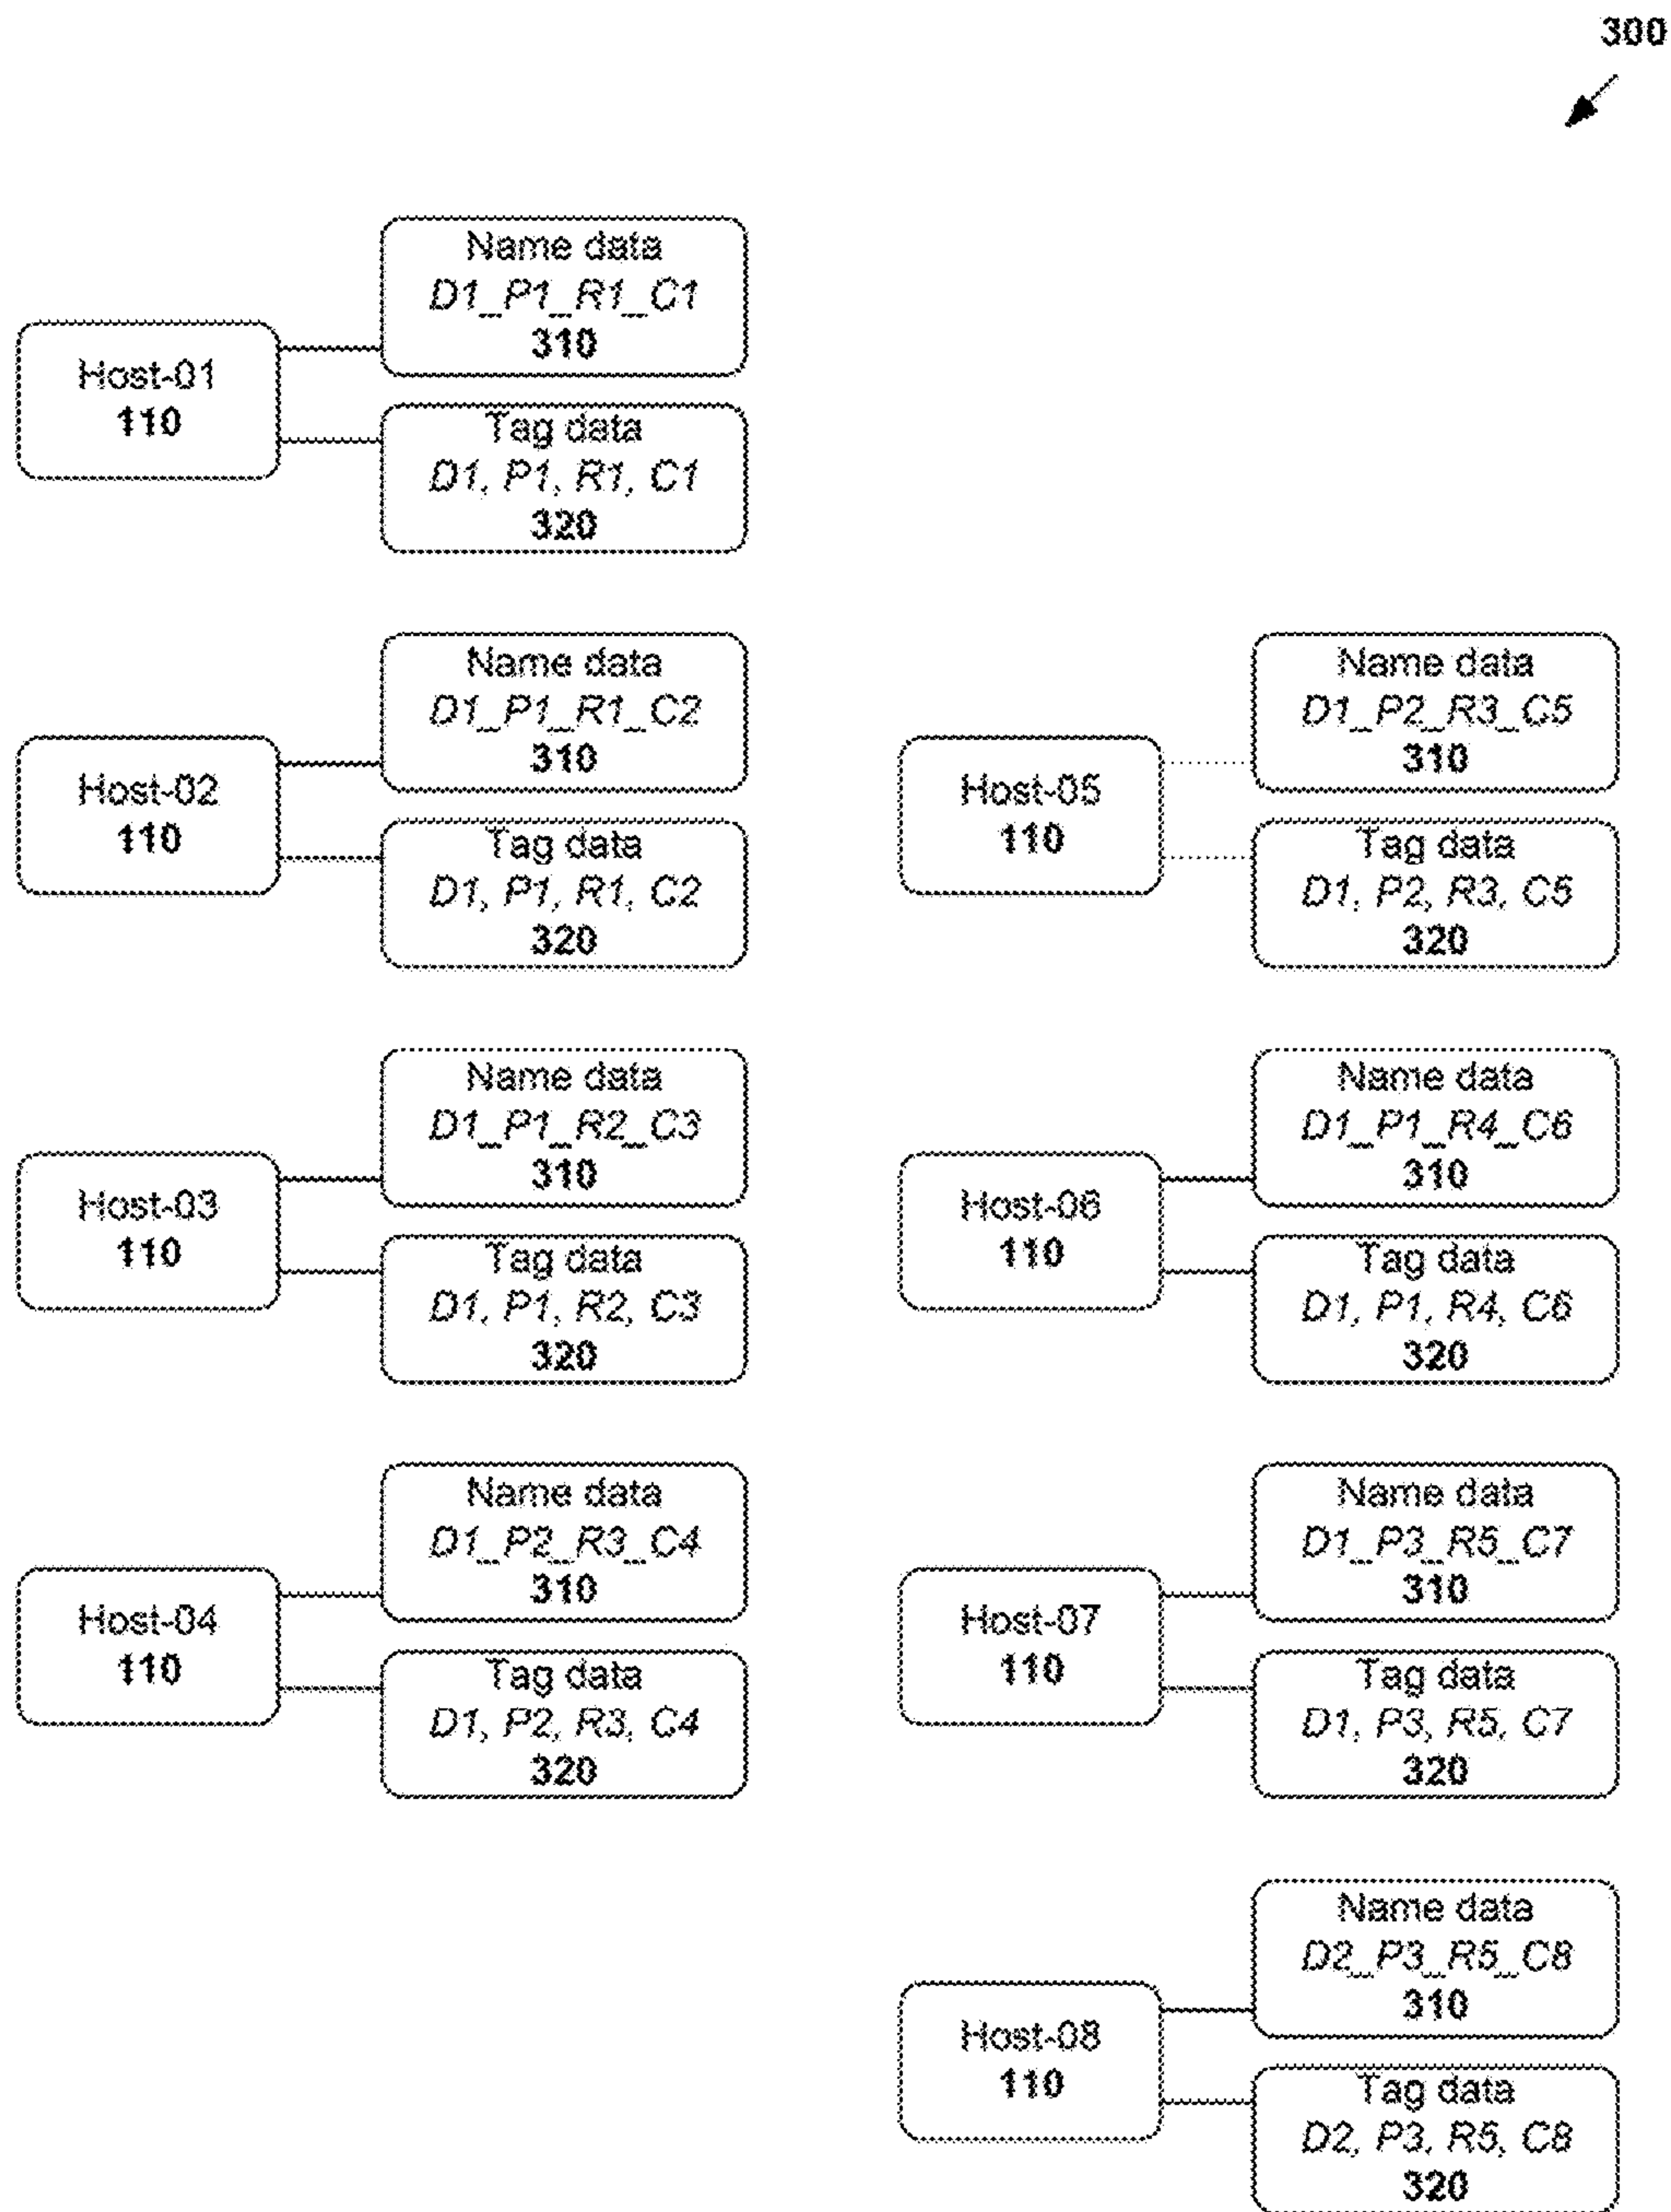 300
Name data
D1_P1_R1_C1
310
Host-01
110
Tag data
D1, P1, R1, C1
320
Name data
D1_P1_R1_C2
310
Host-02
110
Tag data
D1, P1, R1, C2
320
Name data
D1_P2_R3_C5
310
Host-05
110
Tag data
D1, P2, R3, C5
320
Name data
D1_P1_R2_C3
310
Host-03
110
Tag data
D1, P1, R2, C3
320
Name data
D1_P1_R4_C6
310
Host-06
110
Tag data
D1, P1, R4, C6
320
Name data
D1_P2_R3_C4
310
Host-04
110
Tag data
D1, P2, R3, C4
320
Name data
D1_P3_R5_C7
310
Host-07
110
Tag data
D1, P3, R5, C7
320
Name data
D2_P3_R5_C8
310
Host-08
110
Tag data
D2, P3, R5, C8
320